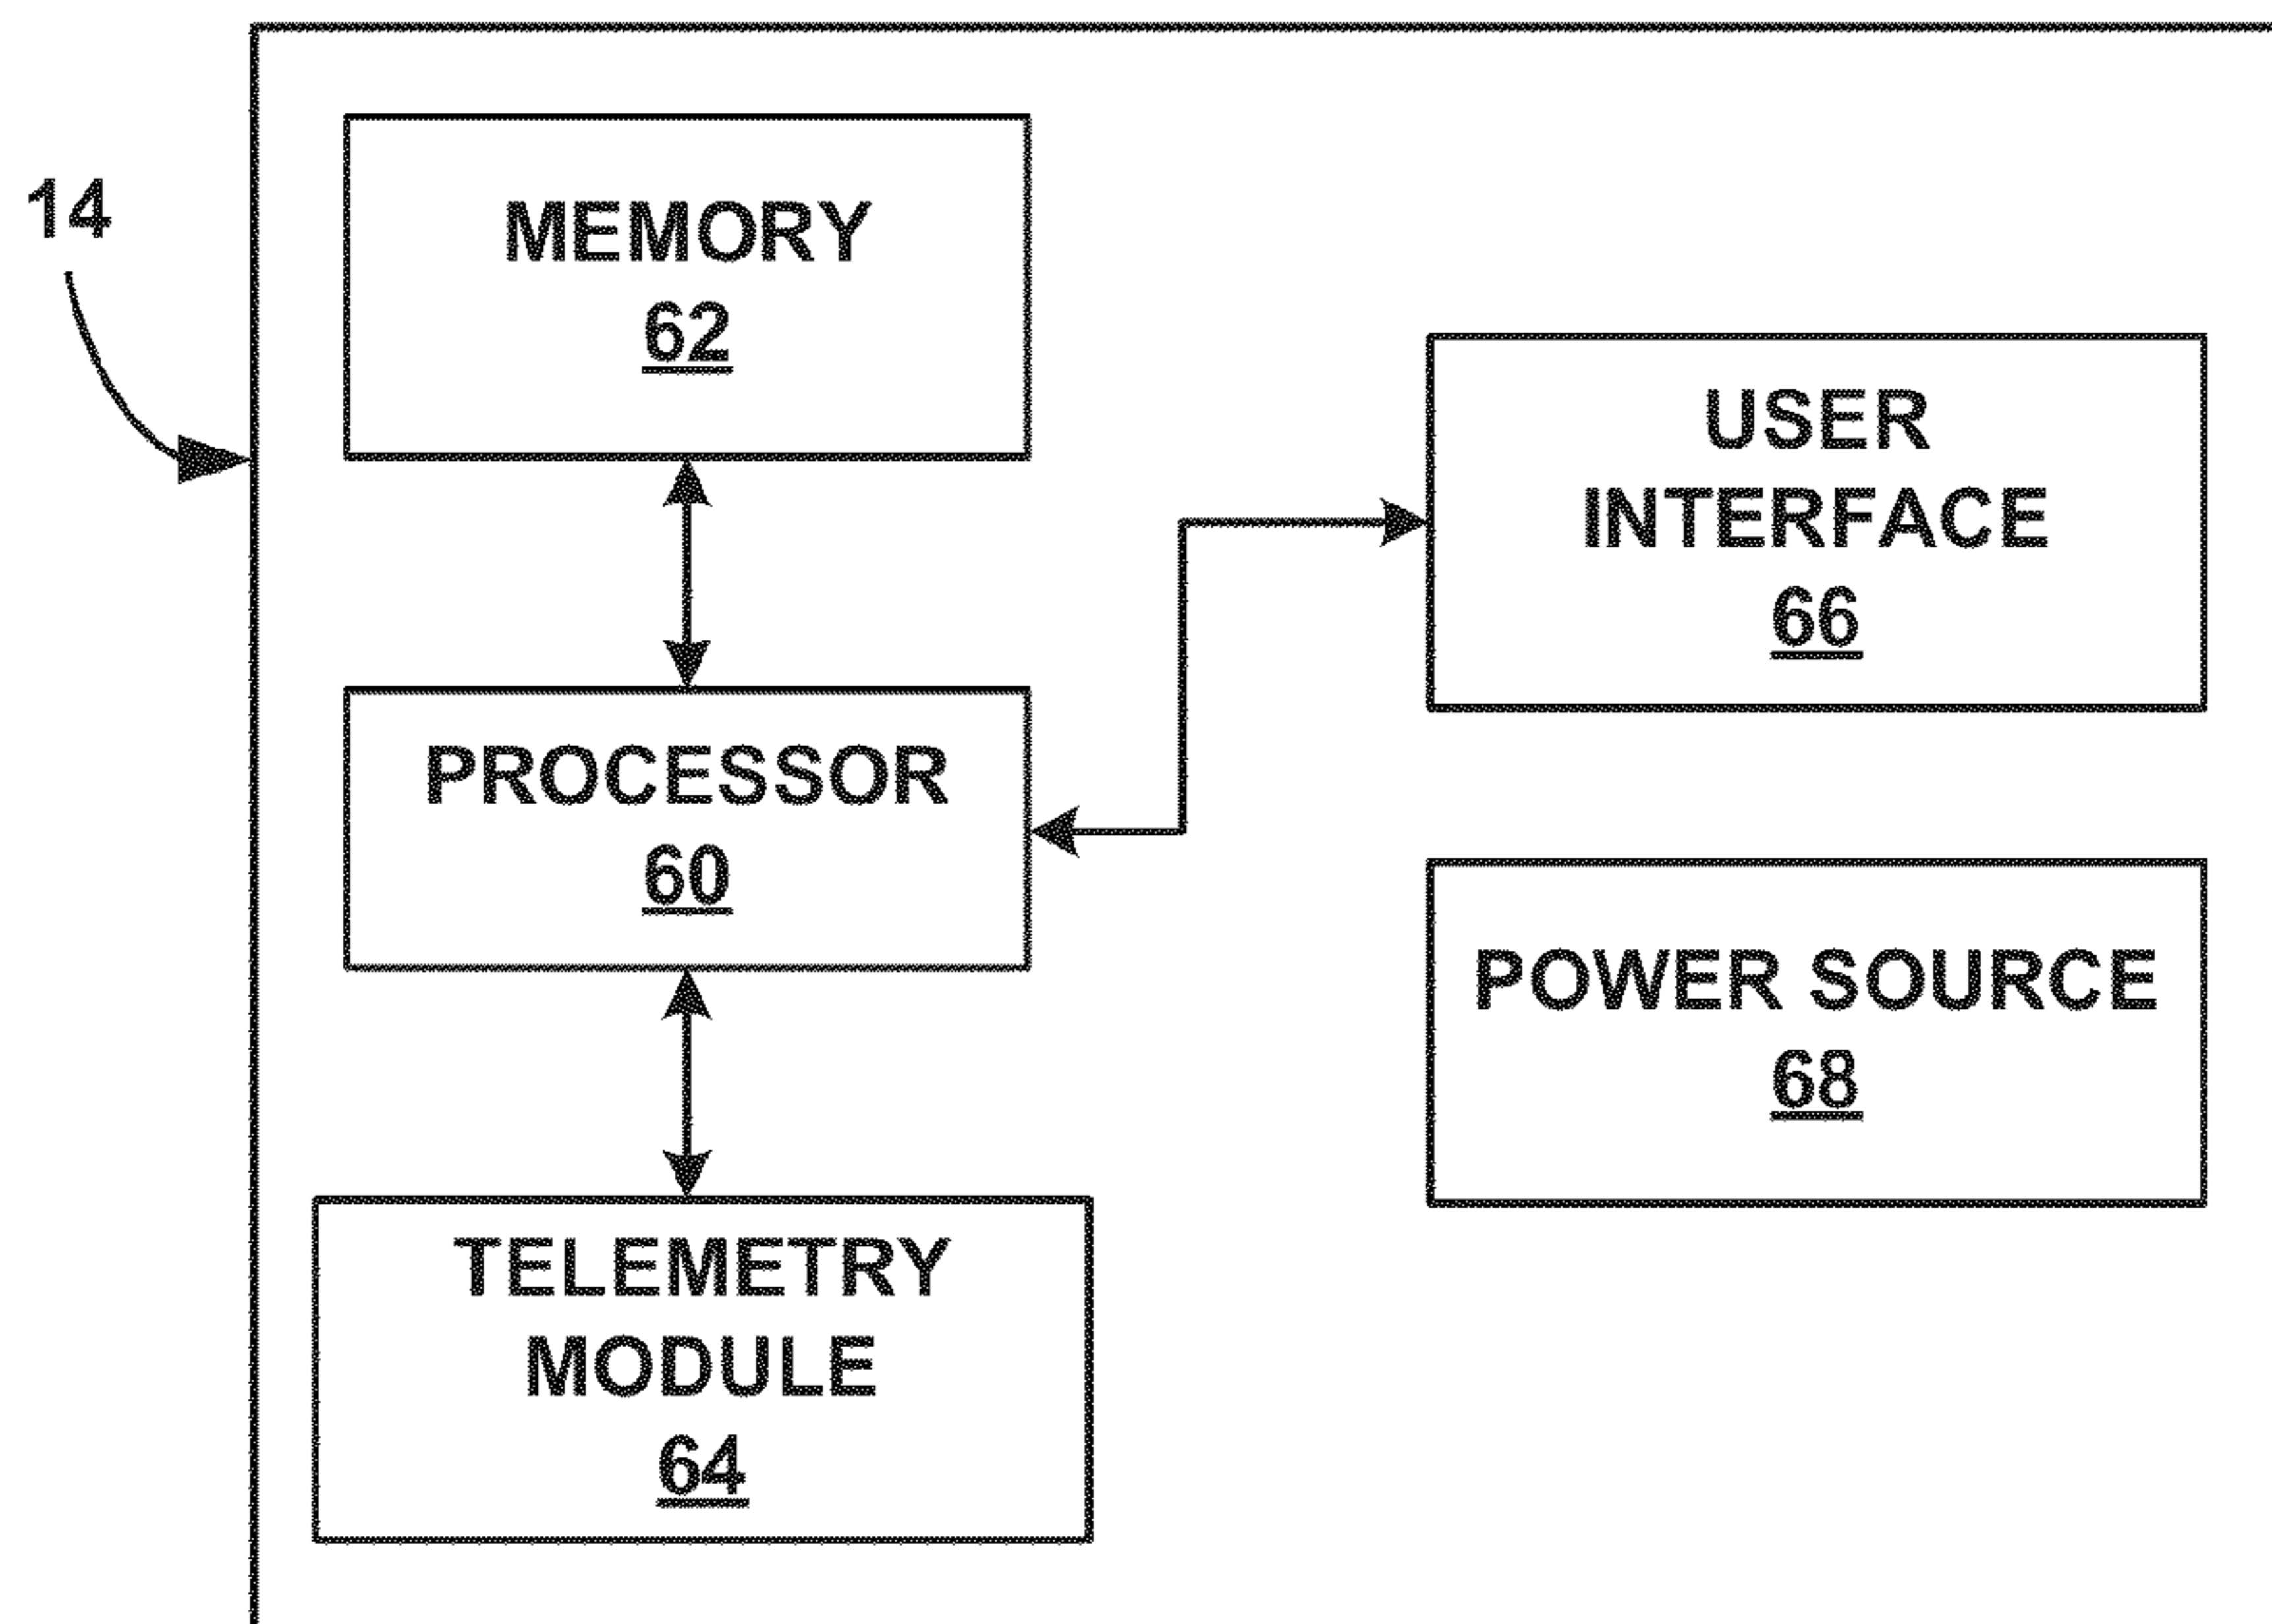 14
MEMORY
62
USER
INTERFACE
66
PROCESSOR
60
POWER SOURCE
68
TELEMETRY
MODULE
64